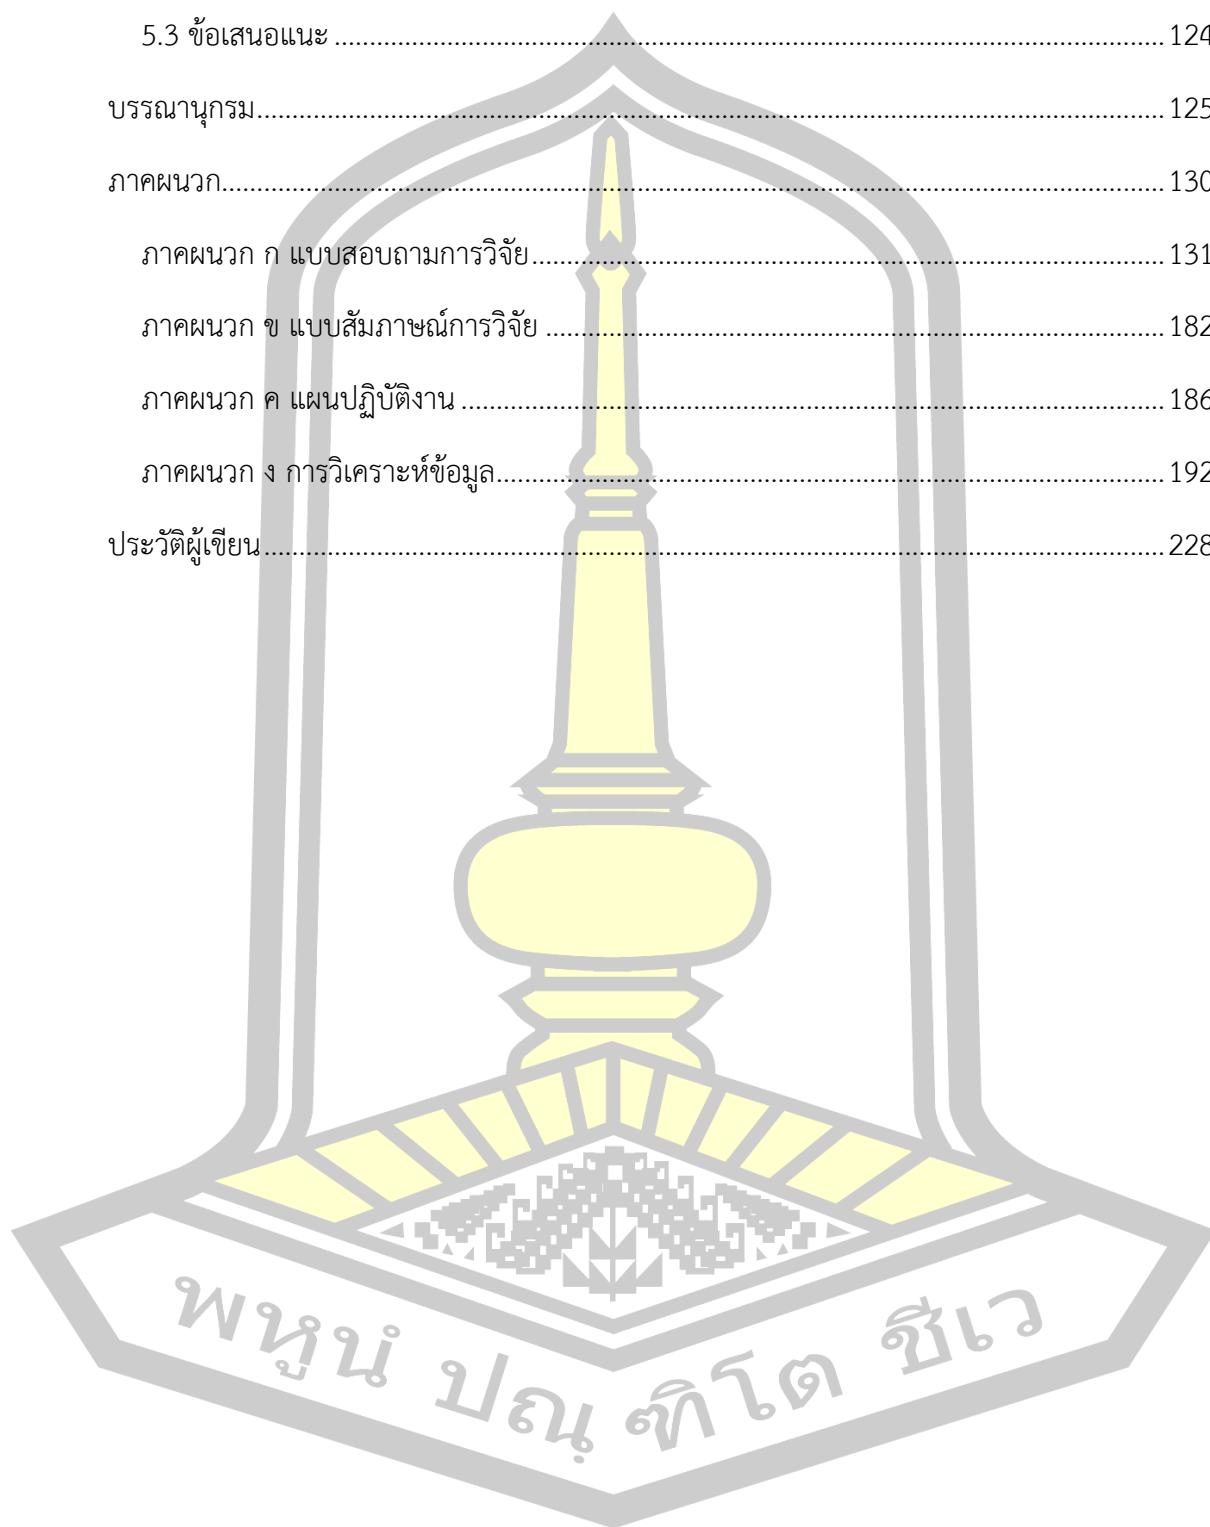 5.3 ข้อเสนอแนะ ........................................................................................................ 124
บรรณานุกรม........................................................................................................ 125
ภาคผนวก........................................................................................................ 130
ภาคผนวก ก แบบสอบถามการวิจัย........................................................................ 131
ภาคผนวก ข แบบสัมภาษณ์การวิจัย ........................................................................ 182
ภาคผนวก ค แผนปฏิบัติงาน ........................................................................ 186
ภาคผนวก ง การวิเคราะห์ข้อมูล........................................................................ 192
ประวัติผู้เขียน........................................................................................................ 228
พหูนํ ปณฺฑิโต ชีเว